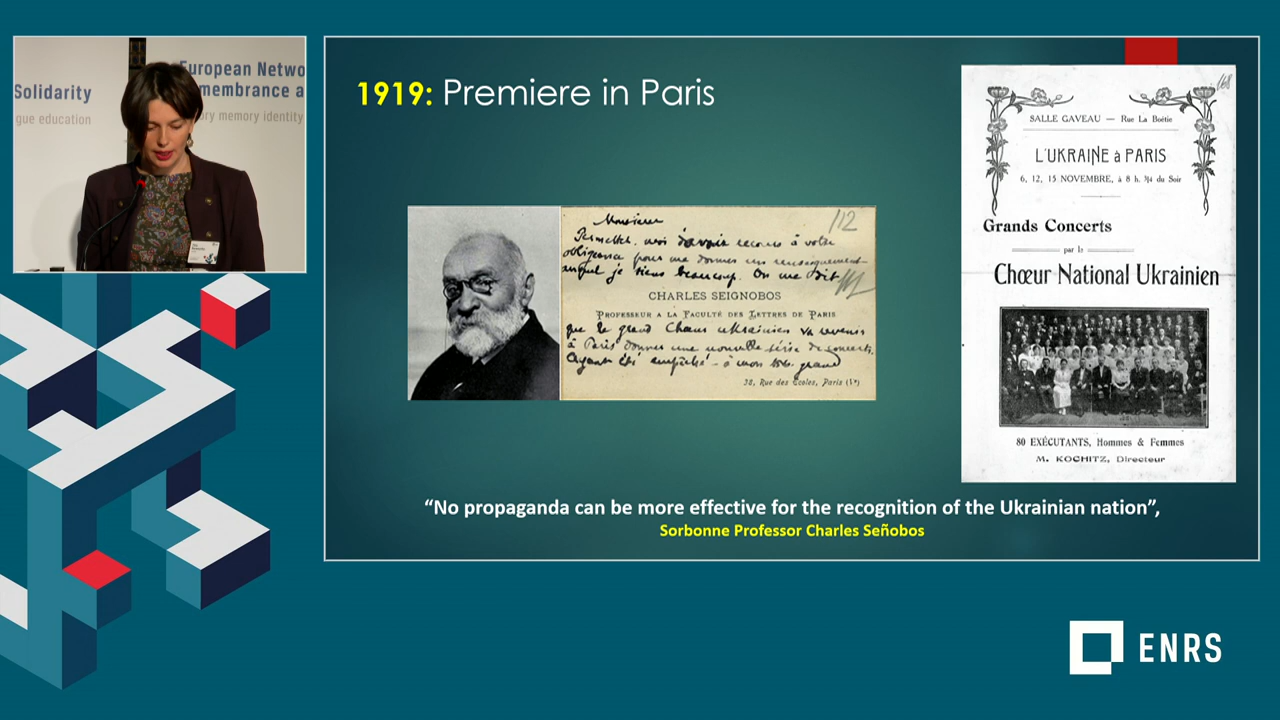 Solidarity
gue education
European Netwo
membrance a
ory memory identity
1919: Premiere in Paris
Monsieur
112
Permettez-moi d'avoir recours à votre
obligeance pour me donner un renseignement
auquel je tiens beaucoup. On me dit
CHARLES SEIGNOBOS
PROFESSEUR A LA FACULTÉ DES LETTRES DE PARIS
que le grand Chœur ukrainien va revenir
à Paris donner une nouvelle série de concerts.
Ayant été empêché - à mon très grand
38, Rue des Écoles, Paris (Vᵉ)
168
SALLE GAVEAU — Rue La Boëtie
L'UKRAINE à PARIS
6, 12, 15 NOVEMBRE, à 8 h. ¾ du Soir
Grands Concerts
par le
Chœur National Ukrainien
80 EXÉCUTANTS, Hommes & Femmes
M. KOCHITZ, Directeur
“No propaganda can be more effective for the recognition of the Ukrainian nation”,
Sorbonne Professor Charles Señobos
ENRS